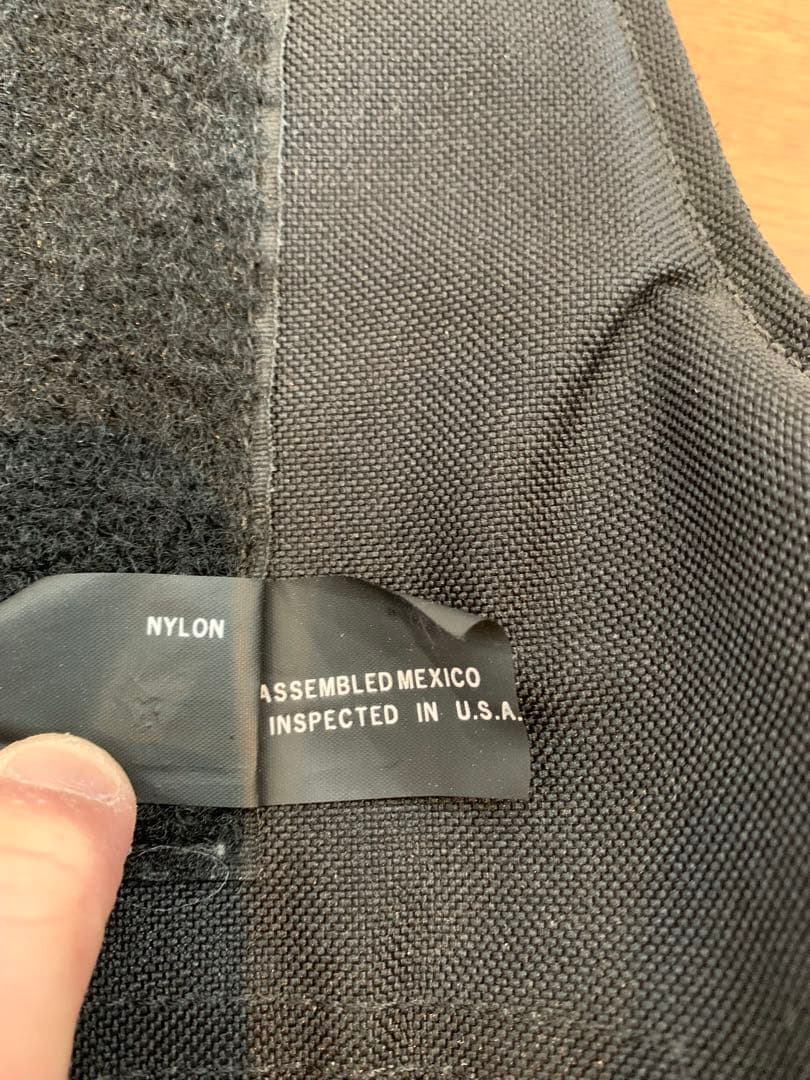 NYLON
ASSEMBLED MEXICO
INSPECTED IN U.S.A.